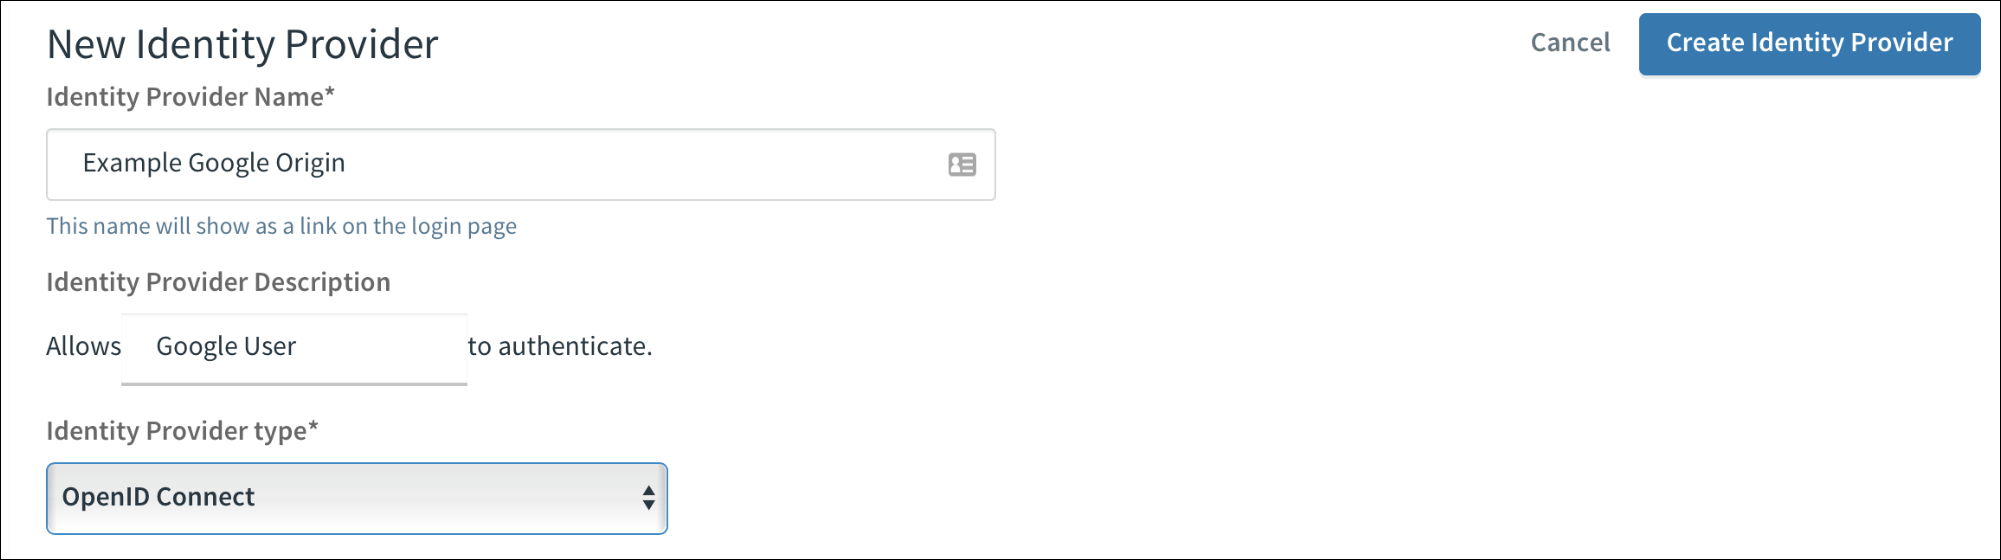 New Identity Provider
Cancel
Create Identity Provider
Identity Provider Name*
Example Google Origin
This name will show as a link on the login page
Identity Provider Description
Allows Google User to authenticate.
Identity Provider type*
OpenID Connect